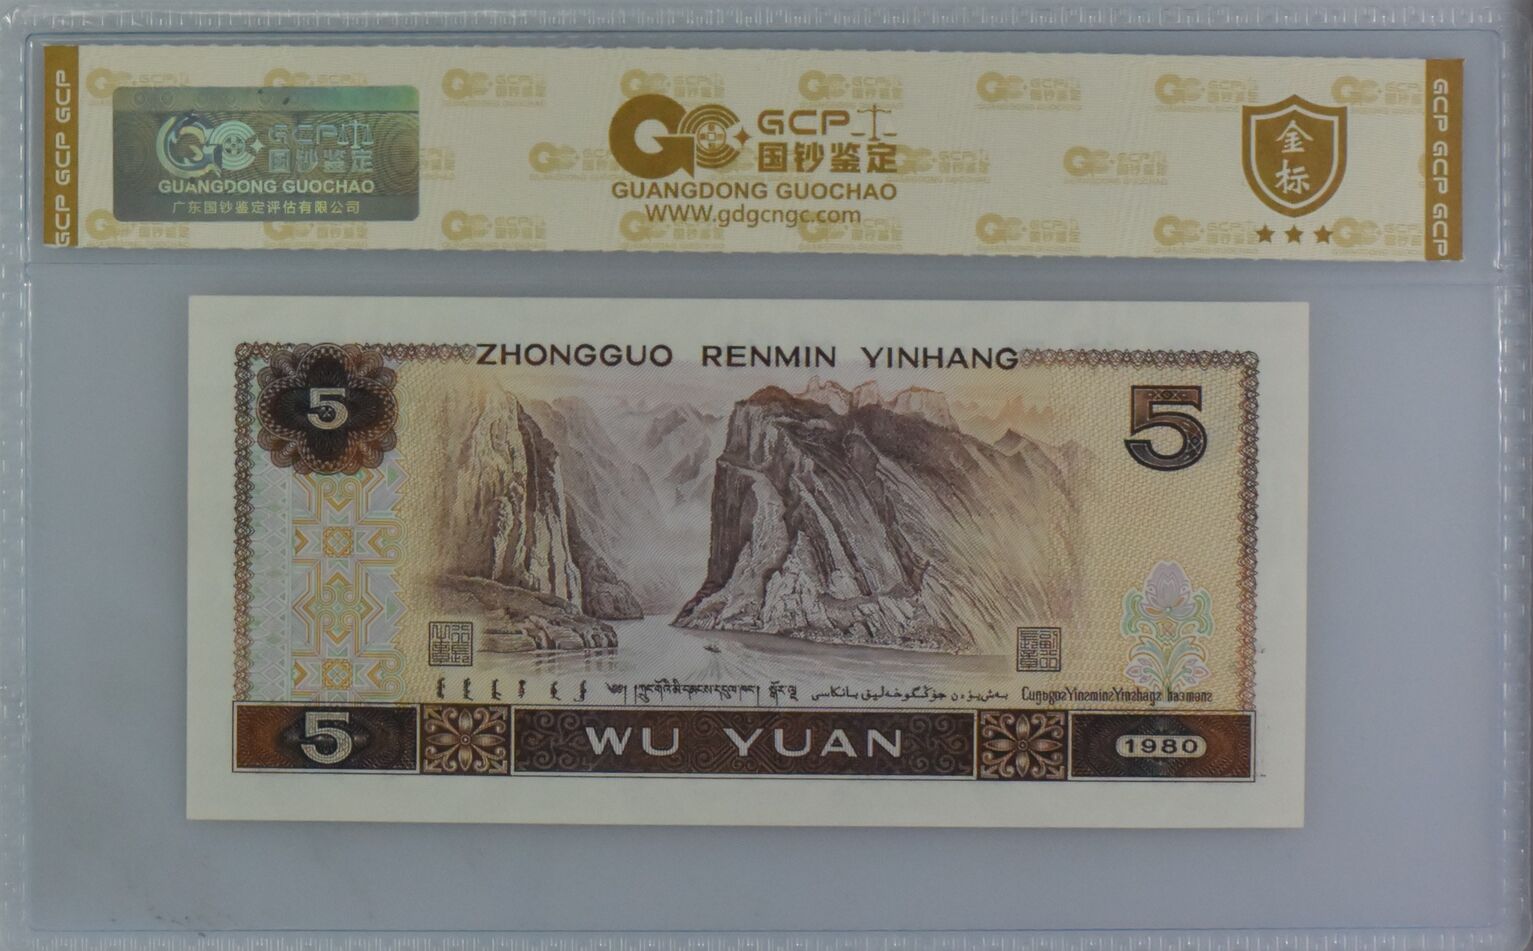 GCP GCP GCP
GCP 国钞鉴定
GUANGDONG GUOCHAO
广东国钞鉴定评估有限公司
GCP
国钞鉴定
GUANGDONG GUOCHAO
WWW.gdgcngc.com
金标
GCP GCP GCP
ZHONGGUO RENMIN YINHANG
5
5
5
WU YUAN
1980